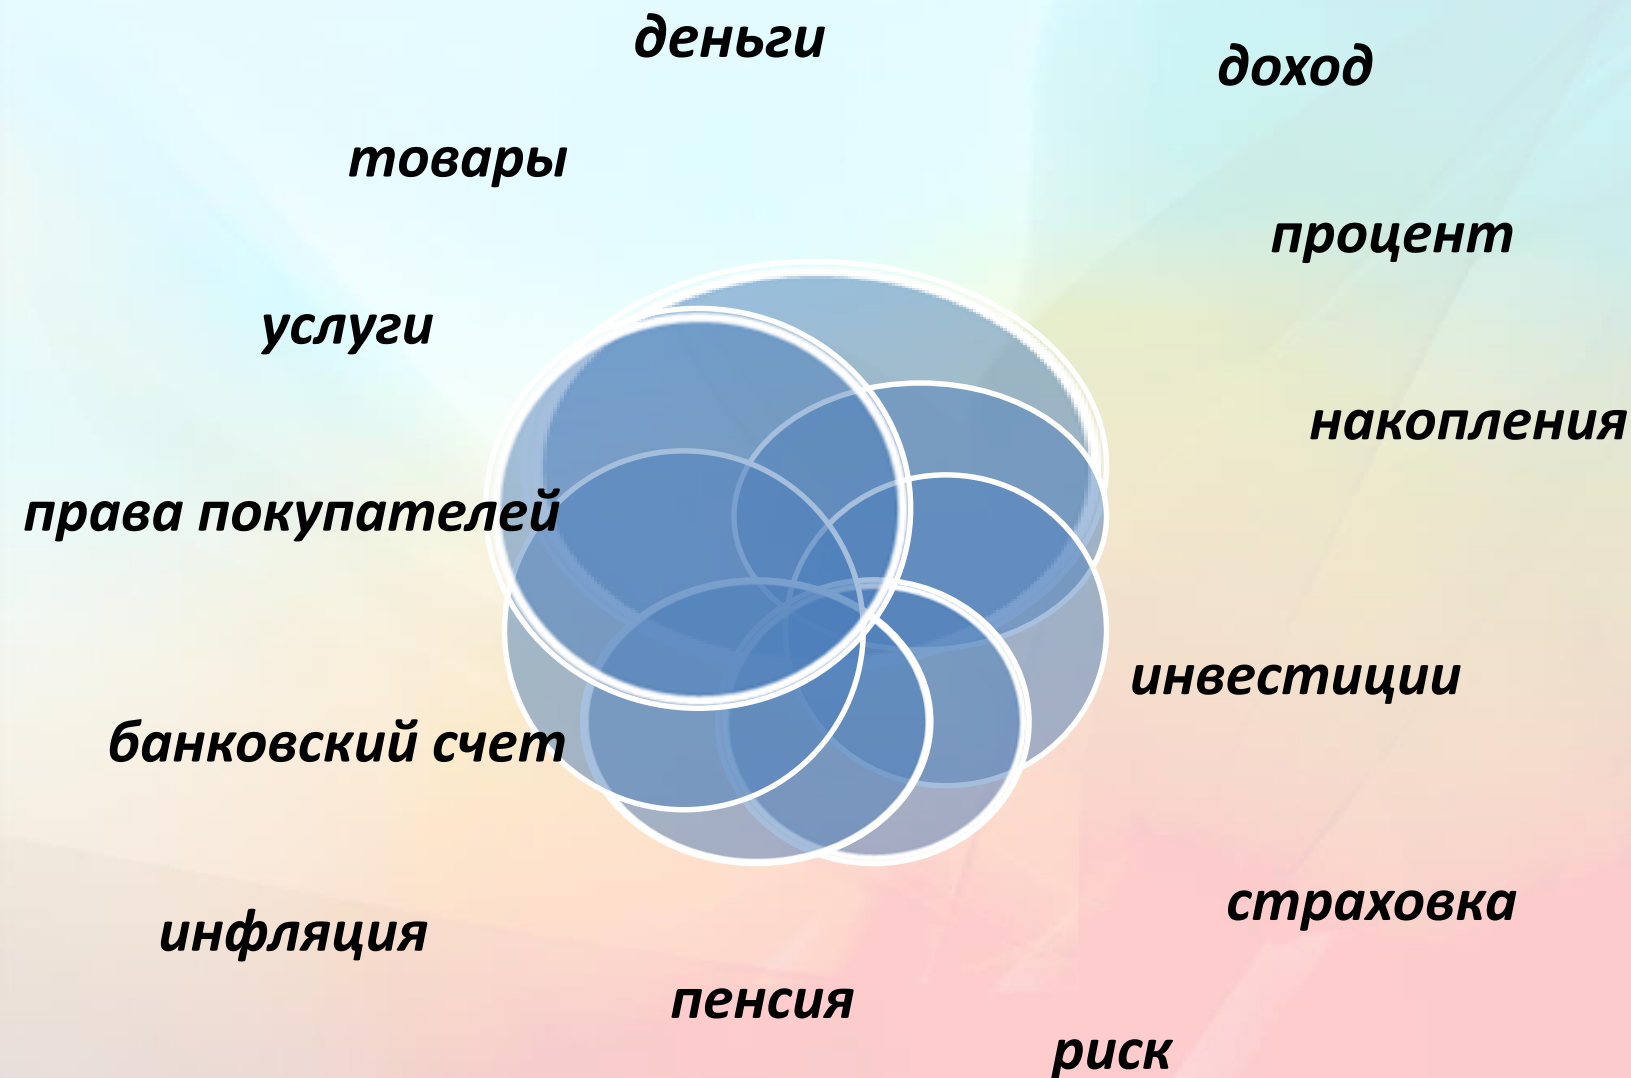 деньги
доход
товары
процент
услуги
накопления
права покупателей
инвестиции
банковский счет
страховка
инфляция
пенсия
риск